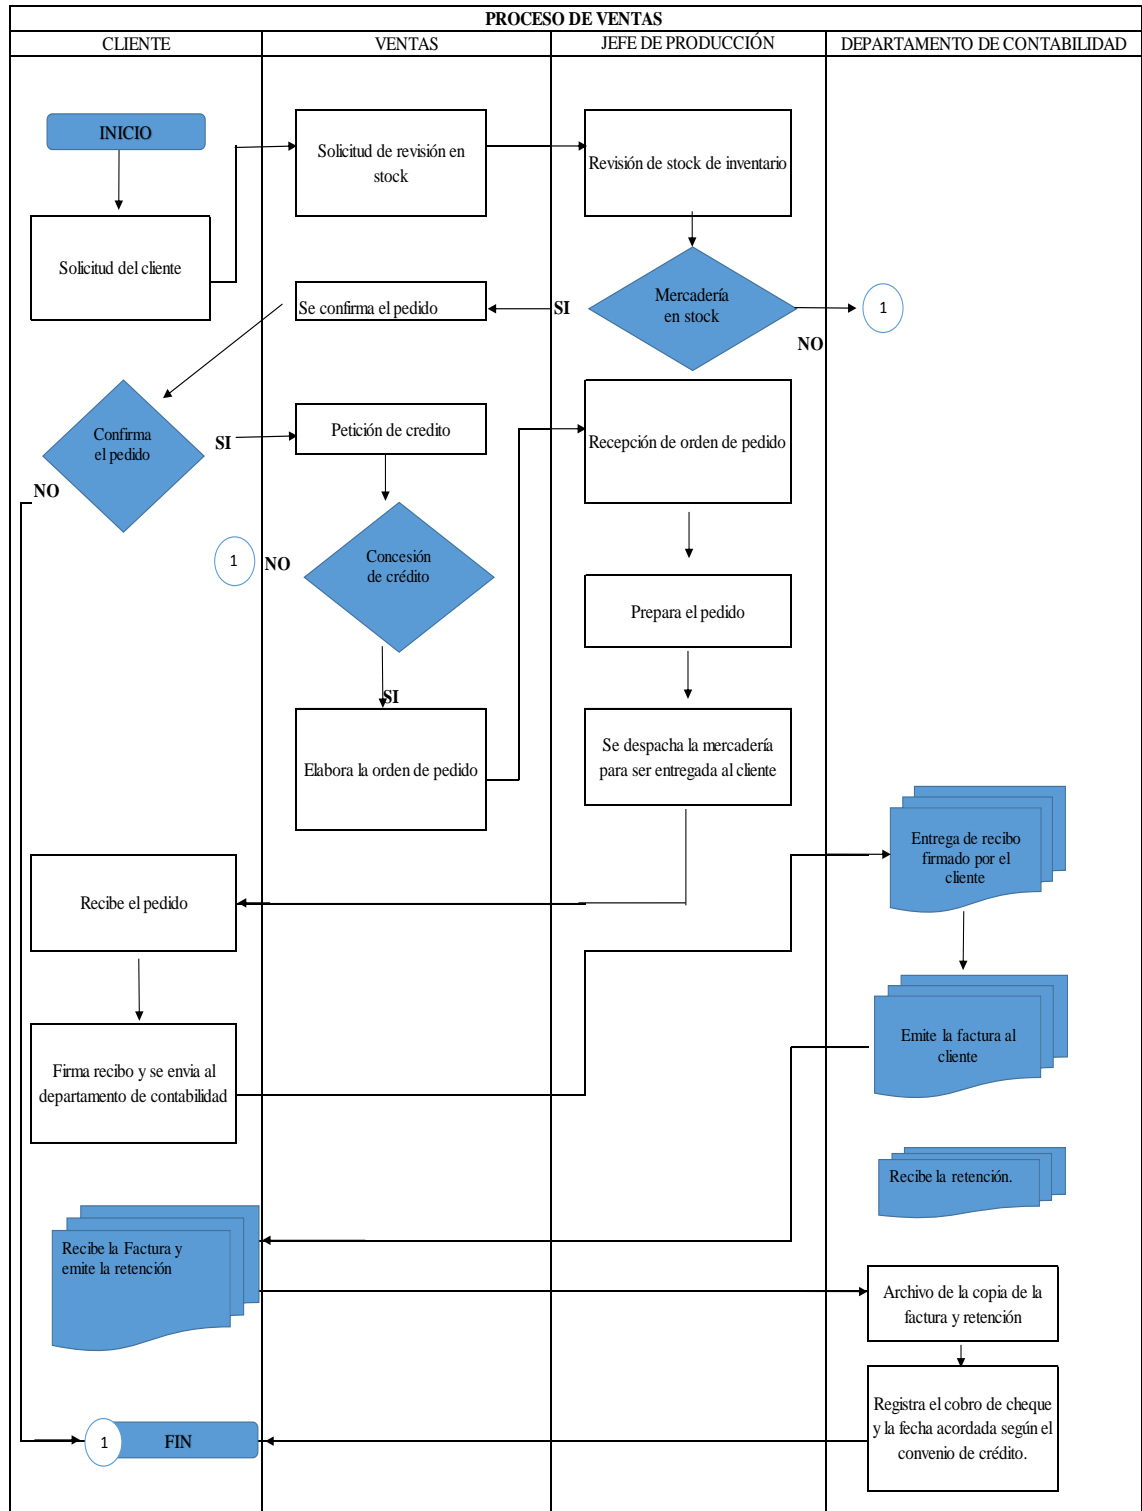 PROCESO DE VENTAS
CLIENTE
VENTAS
JEFE DE PRODUCCIÓN
DEPARTAMENTO DE CONTABILIDAD
INICIO
Solicitud de revisión en
stock
Revisión de stock de inventario
Solicitud del cliente
Se confirma el pedido
SI
Mercadería
en stock
1
NO
Confirma
el pedido
SI
NO
Petición de credito
Recepción de orden de pedido
1
NO
Concesión
de crédito
Prepara el pedido
SI
Elabora la orden de pedido
Se despacha la mercadería
para ser entregada al cliente
Entrega de recibo
firmado por el
cliente
Recibe el pedido
Emite la factura al
cliente
Firma recibo y se envia al
departamento de contabilidad
Recibe la retención.
Recibe la Factura y
emite la retención
Archivo de la copia de la
factura y retención
Registra el cobro de cheque
y la fecha acordada según el
convenio de crédito.
1
FIN